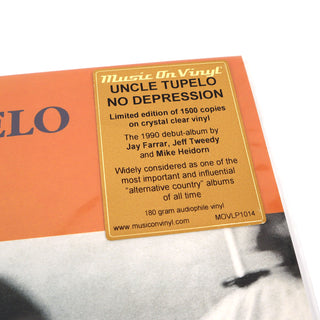 Music On Vinyl
UNCLE TUPELO
NO DEPRESSION
Limited edition of 1500 copies
on crystal clear vinyl
The 1990 debut-album by
Jay Farrar, Jeff Tweedy
and Mike Heidorn
Widely considered as one of the
most important and influential
"alternative country" albums
of all time
180 gram audiophile vinyl
www.musiconvinyl.com MOVLP1014
ELO